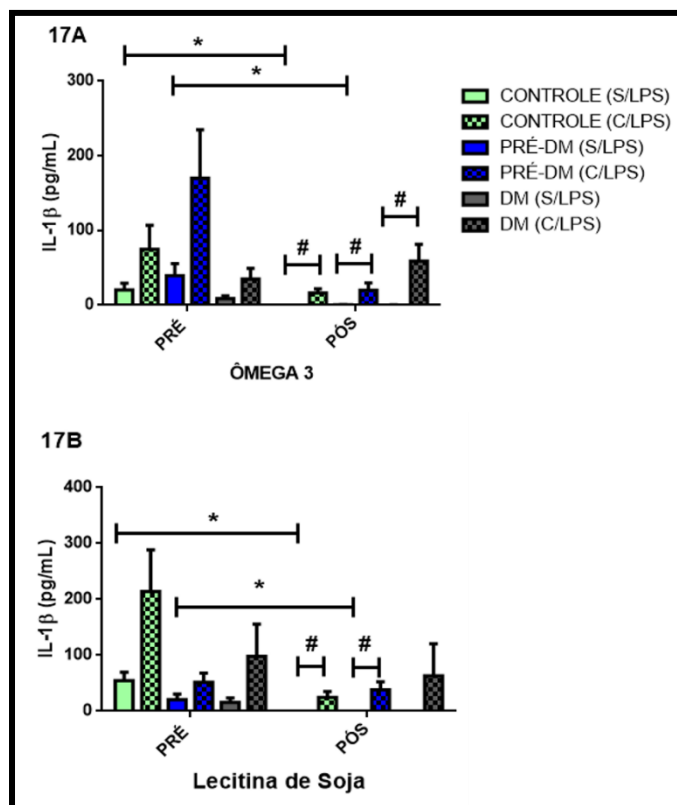 17A
*
*
300
200
100
0
IL-1β (pg/mL)
#
#
#
PRÉ
PÓS
ÔMEGA 3
CONTROLE (S/LPS)
CONTROLE (C/LPS)
PRÉ-DM (S/LPS)
PRÉ-DM (C/LPS)
DM (S/LPS)
DM (C/LPS)
17B
400
300
200
100
0
IL-1β (pg/mL)
*
*
#
#
PRÉ
PÓS
Lecitina de Soja